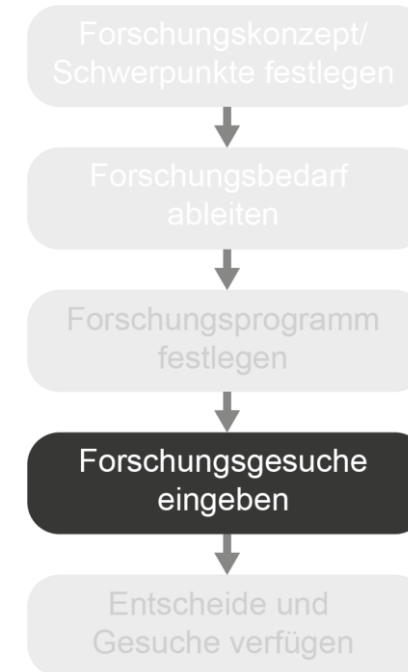 Forschungskonzept/
Schwerpunkte festlegen
Forschungsbedarf
ableiten
Forschungsprogramm
festlegen
Forschungsgesuche
eingeben
Entscheide und
Gesuche verfügen